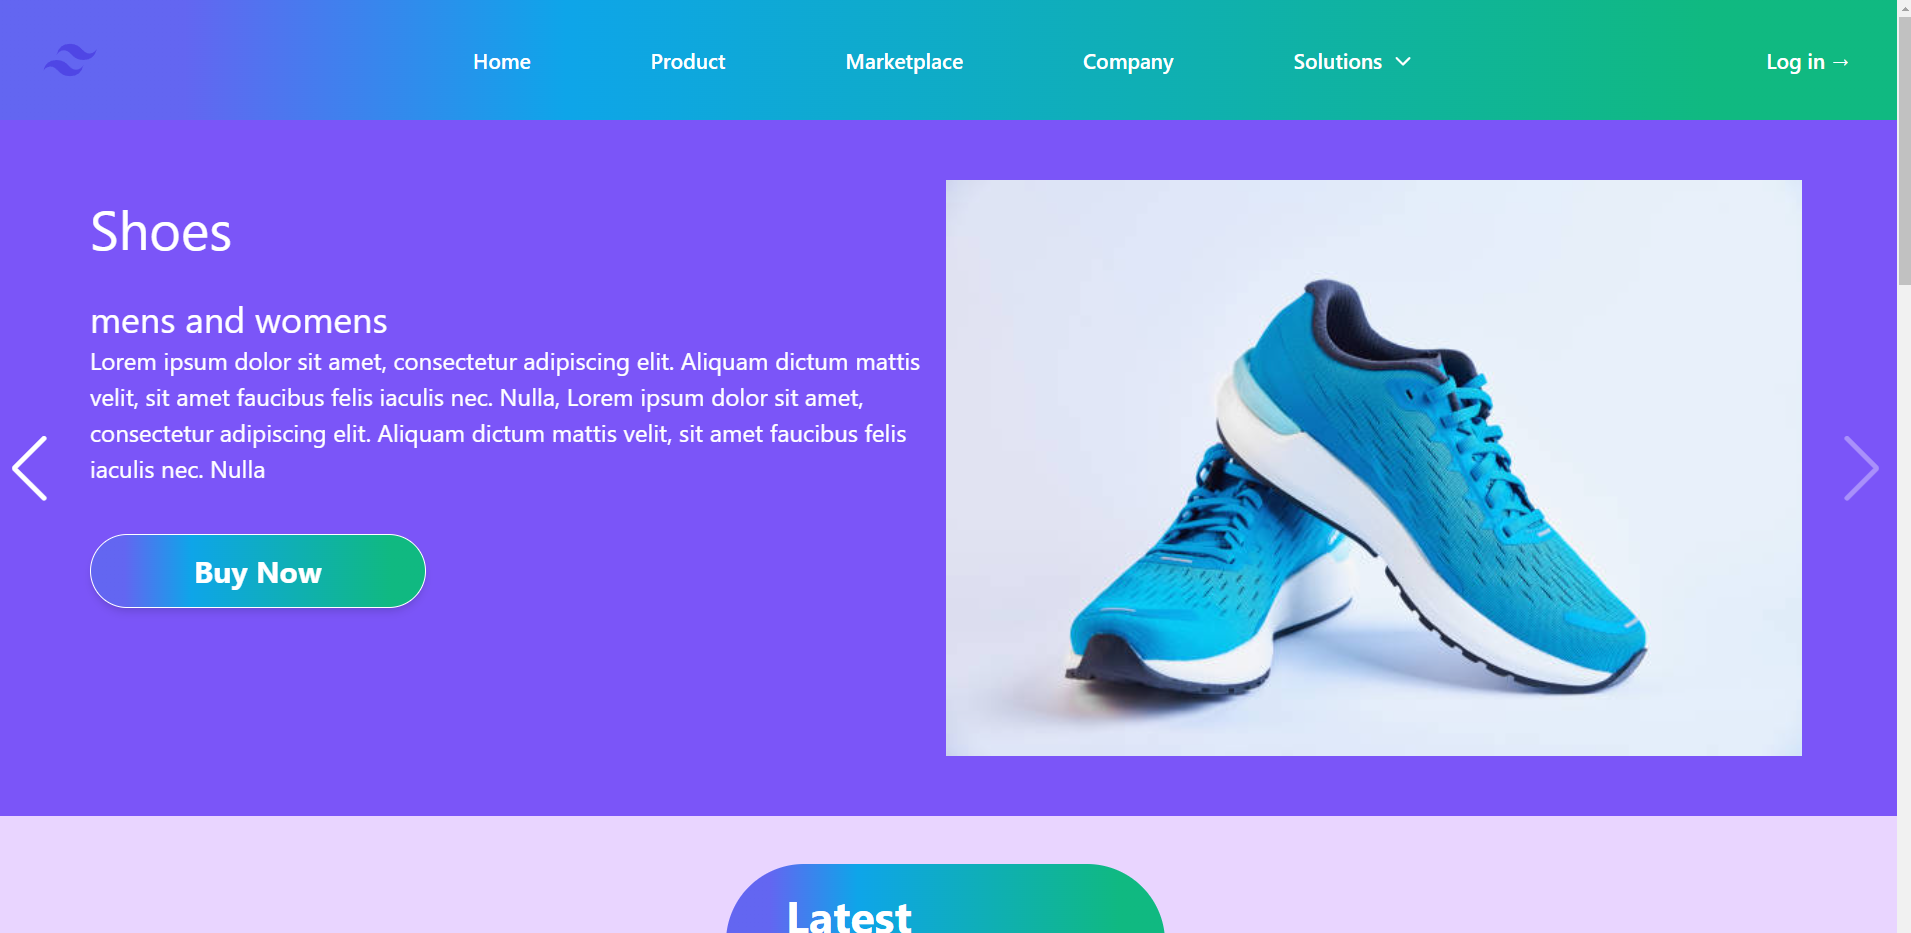 Home Product Marketplace Company Solutions Log in →
Shoes
mens and womens
Lorem ipsum dolor sit amet, consectetur adipiscing elit. Aliquam dictum mattis
velit, sit amet faucibus felis iaculis nec. Nulla, Lorem ipsum dolor sit amet,
consectetur adipiscing elit. Aliquam dictum mattis velit, sit amet faucibus felis
iaculis nec. Nulla
Buy Now
Latest